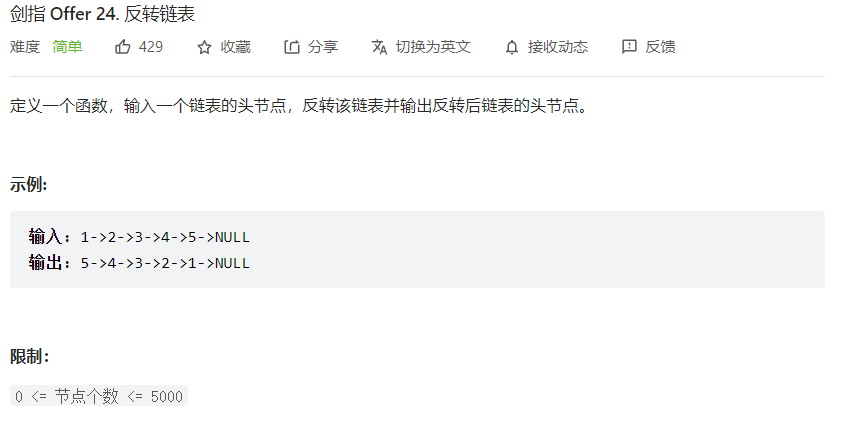 剑指 Offer 24. 反转链表
难度 简单 429 收藏 分享 切换为英文 接收动态 反馈
定义一个函数，输入一个链表的头节点，反转该链表并输出反转后链表的头节点。
示例:
输入: 1->2->3->4->5->NULL
输出: 5->4->3->2->1->NULL
限制：
0 <= 节点个数 <= 5000